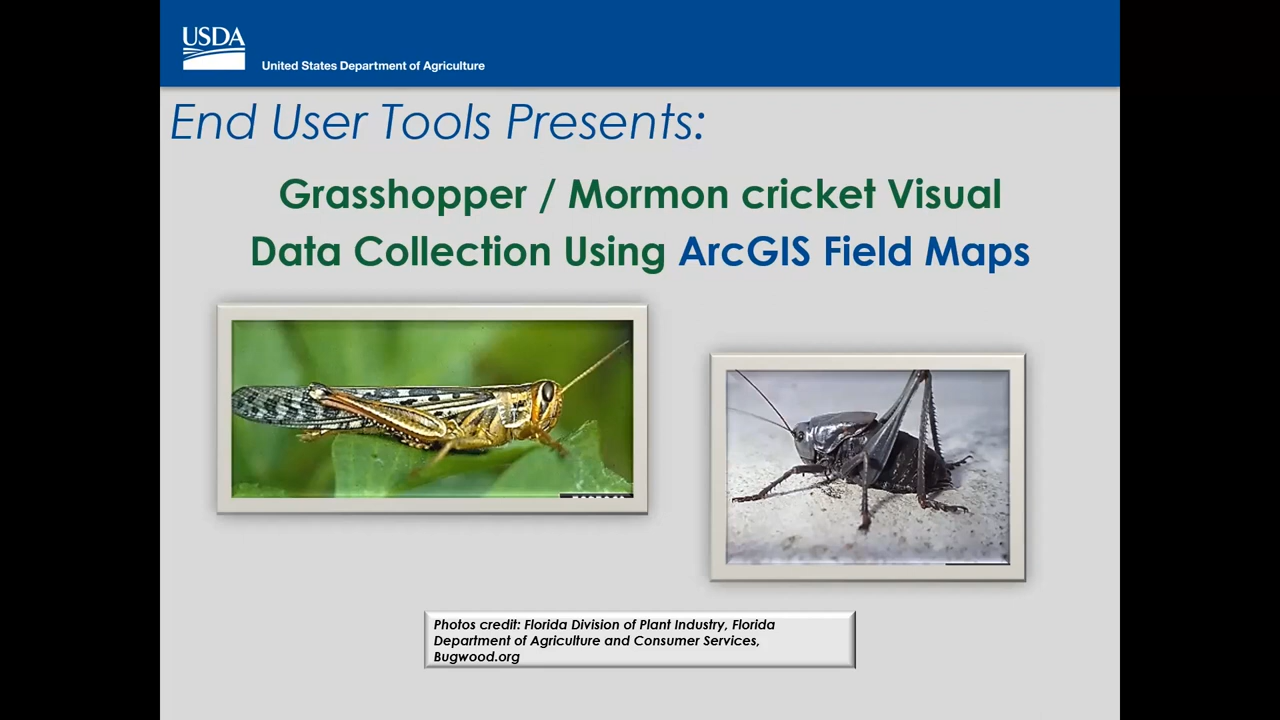 USDA
United States Department of Agriculture
End User Tools Presents:
Grasshopper / Mormon cricket Visual
Data Collection Using ArcGIS Field Maps
Photos credit: Florida Division of Plant Industry, Florida
Department of Agriculture and Consumer Services,
Bugwood.org